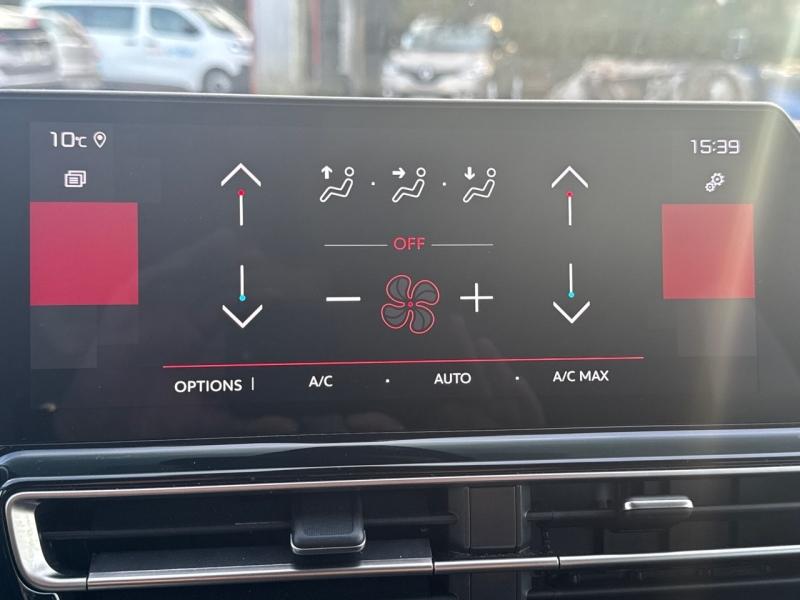 10°C
15:39
OFF
OPTIONS A/C AUTO A/C MAX